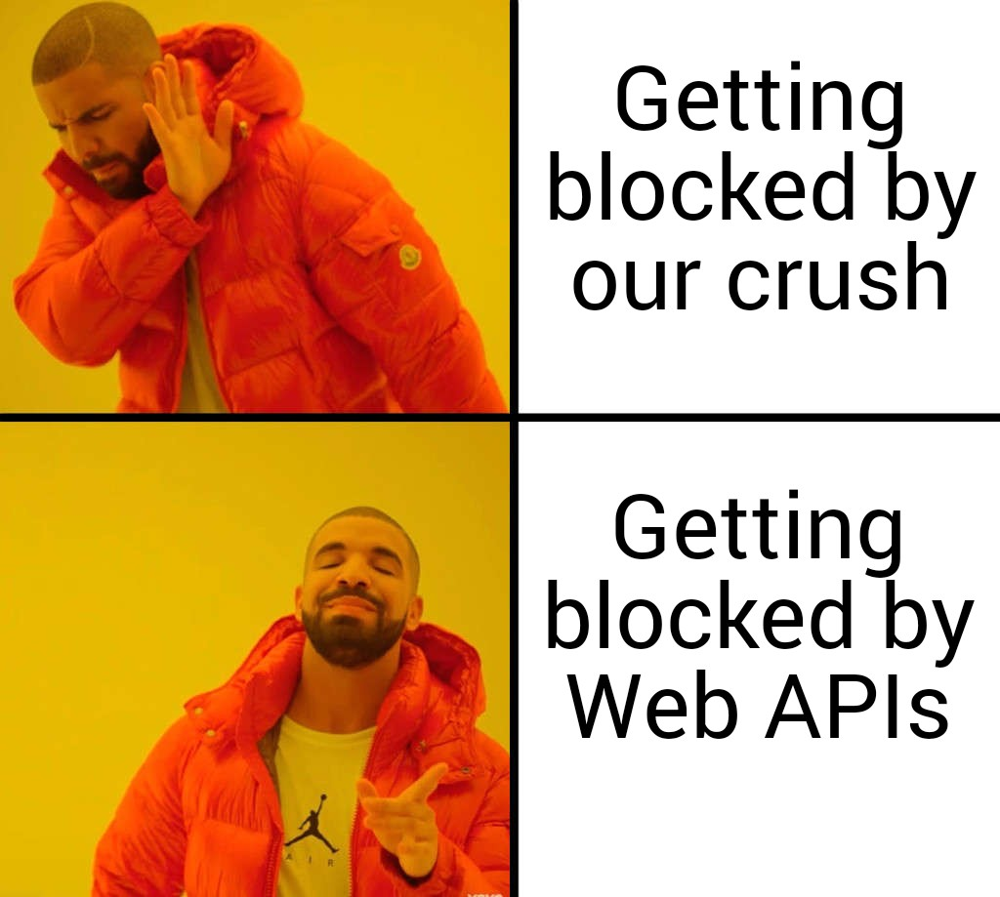 Getting
blocked by
our crush
Getting
blocked by
Web APIs
A I R